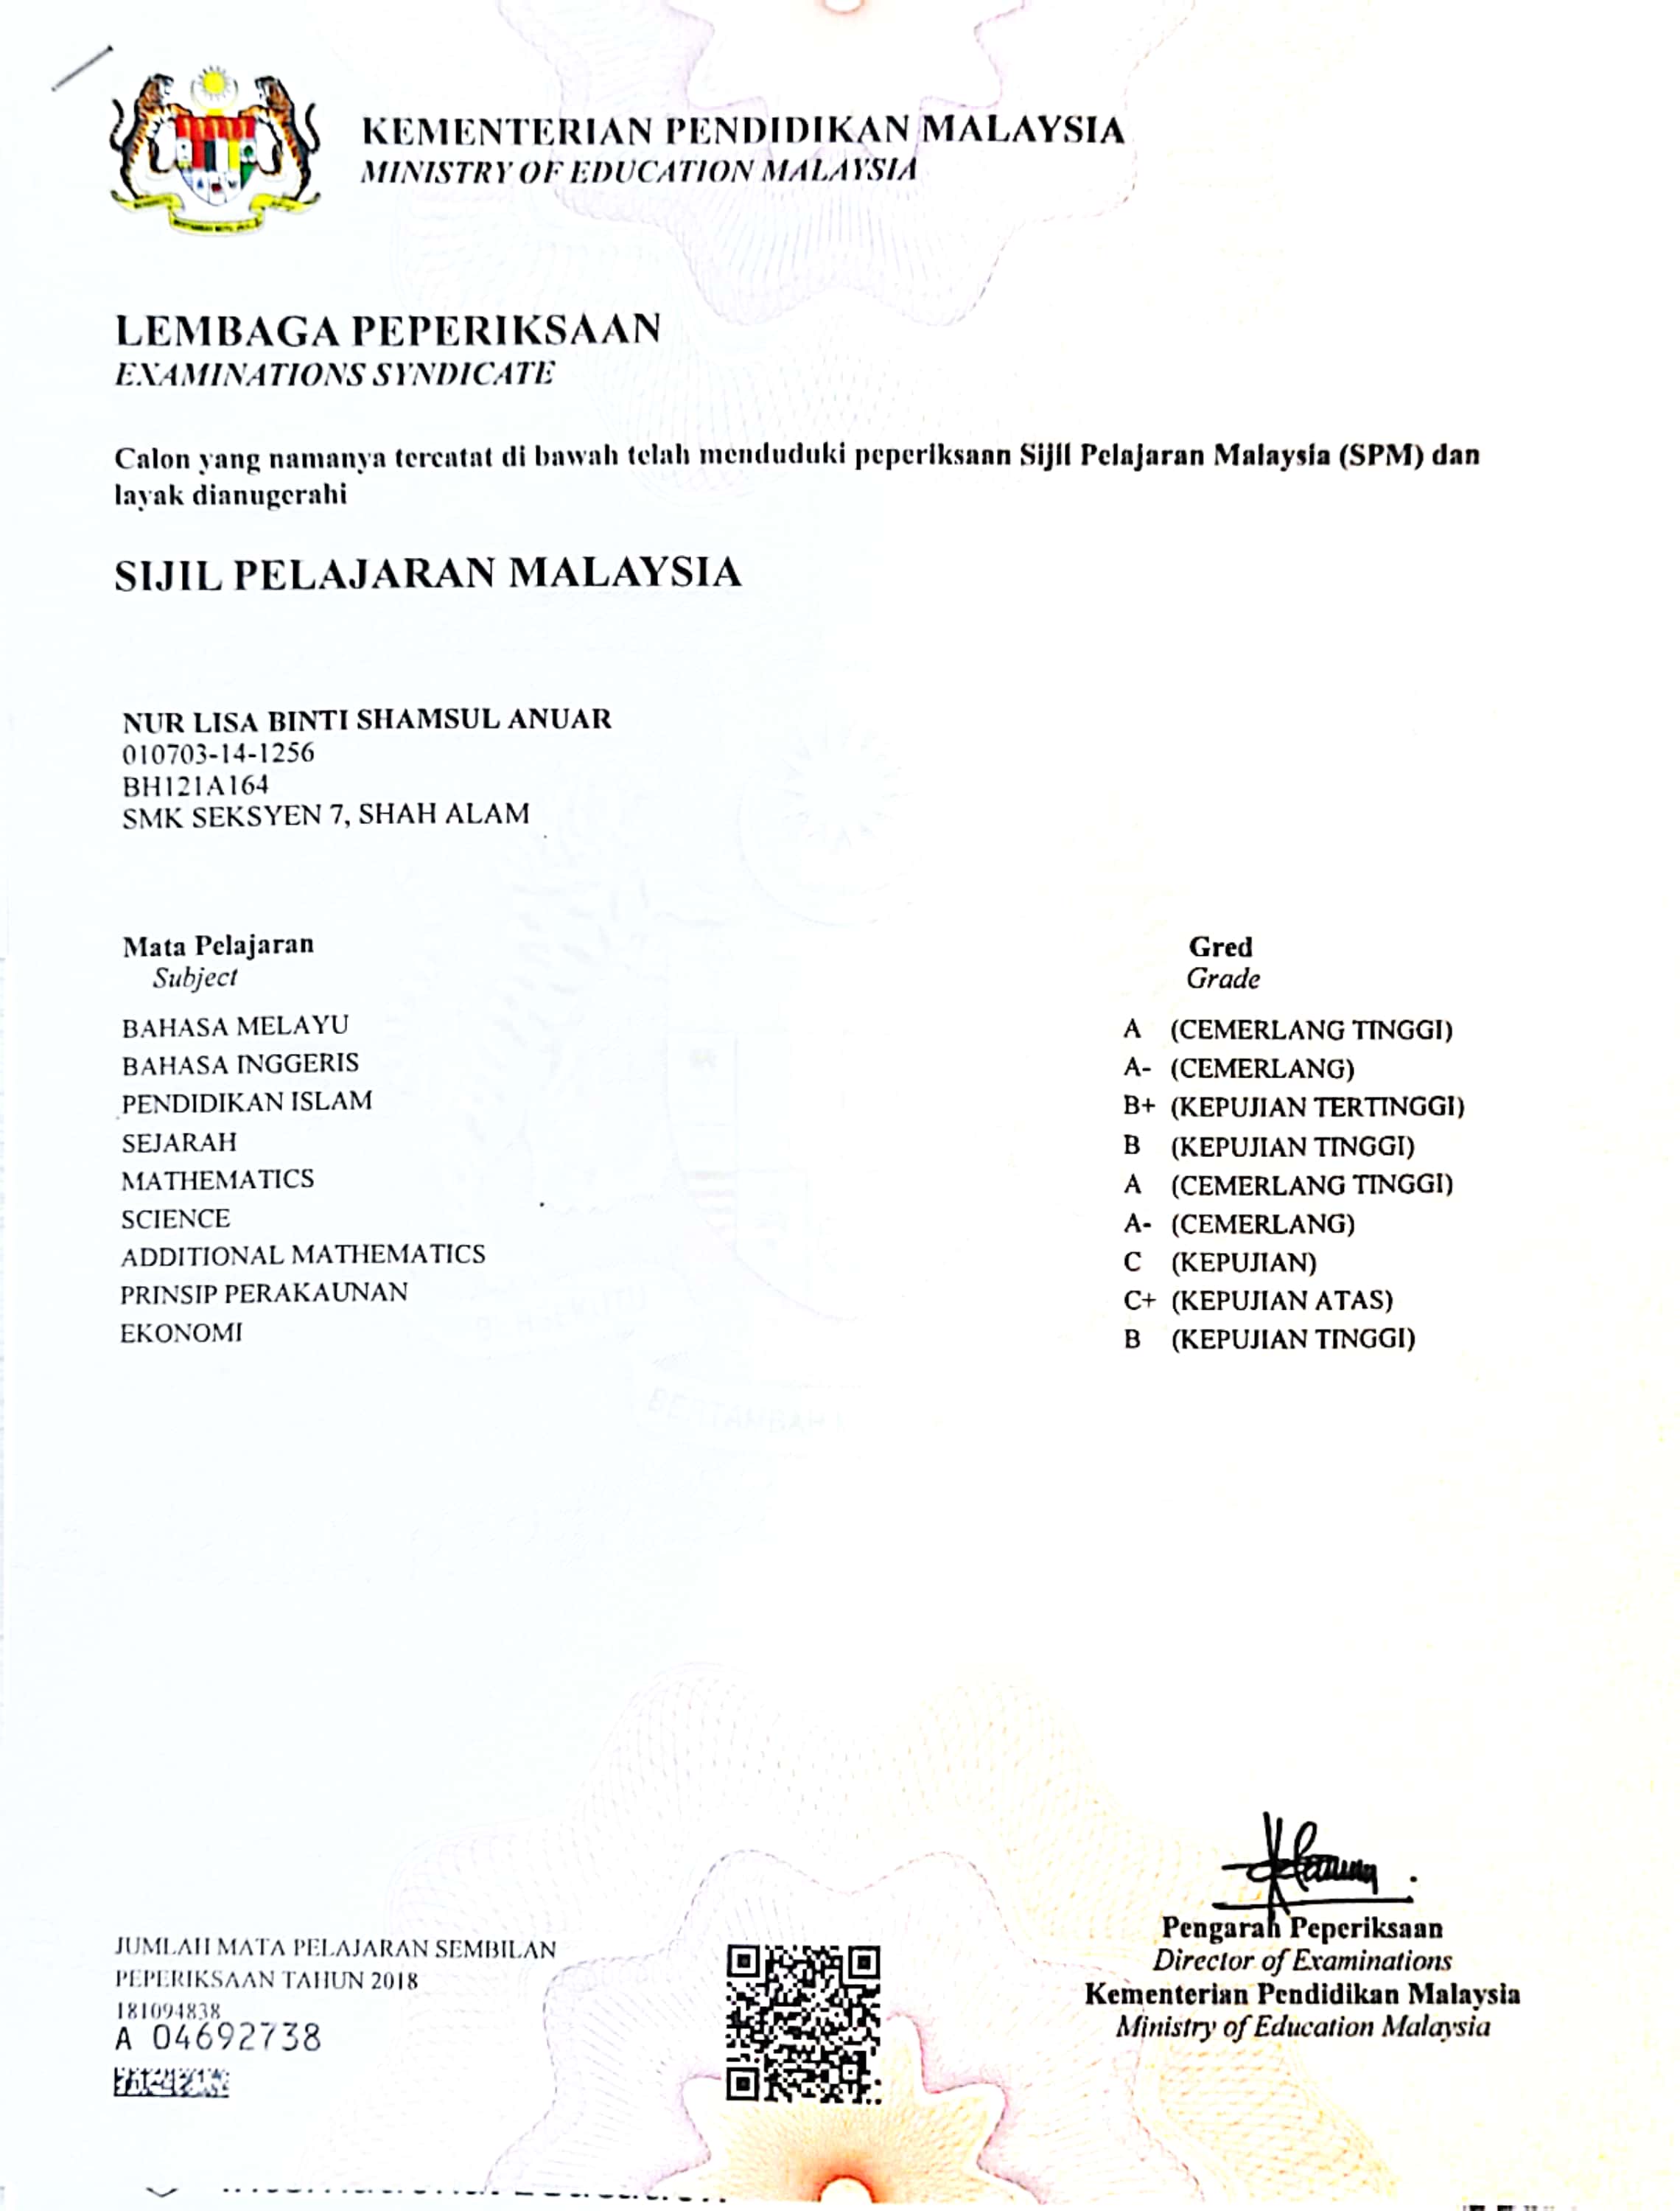 KEMENTERIAN PENDIDIKAN MALAYSIA
MINISTRY OF EDUCATION MALAYSIA
LEMBAGA PEPERIKSAAN
EXAMINATIONS SYNDICATE
Calon yang namanya tercatat di bawah telah menduduki peperiksaan Sijil Pelajaran Malaysia (SPM) dan
layak dianugerahi
SIJIL PELAJARAN MALAYSIA
NUR LISA BINTI SHAMSUL ANUAR
010703-14-1256
BH121A164
SMK SEKSYEN 7, SHAH ALAM
Mata Pelajaran Gred
Subject Grade
BAHASA MELAYU A (CEMERLANG TINGGI)
BAHASA INGGERIS A- (CEMERLANG)
PENDIDIKAN ISLAM B+ (KEPUJIAN TERTINGGI)
SEJARAH B (KEPUJIAN TINGGI)
MATHEMATICS A (CEMERLANG TINGGI)
SCIENCE A- (CEMERLANG)
ADDITIONAL MATHEMATICS C (KEPUJIAN)
PRINSIP PERAKAUNAN C+ (KEPUJIAN ATAS)
EKONOMI B (KEPUJIAN TINGGI)
BERTAMBAH
Pengarah Peperiksaan
Director of Examinations
Kementerian Pendidikan Malaysia
Ministry of Education Malaysia
JUMLAH MATA PELAJARAN SEMBILAN
PEPERIKSAAN TAHUN 2018
181094838
A 04692738